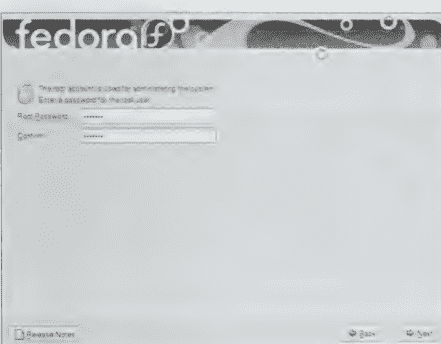 fedora
The root account is used for administering the system.
Enter a password for the root user.
Root Password:
Confirm:
Release Notes
Back
Next